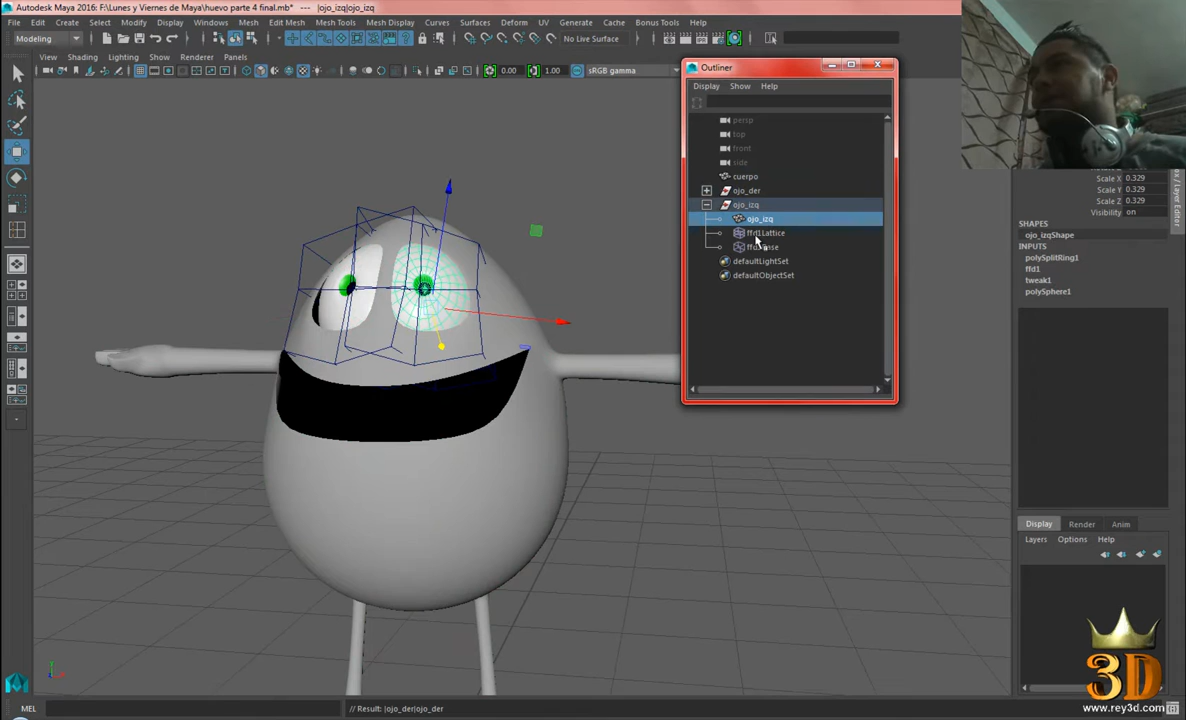 Autodesk Maya 2016: F:\Lunes y Viernes de Maya\huevo parte 4 final.mb* --- |ojo_izq|ojo_izq
File Edit Create Select Modify Display Windows Mesh Edit Mesh Mesh Tools Mesh Display Curves Surfaces Deform UV Generate Cache Bonus Tools Help
Modeling
No Live Surface
View Shading Lighting Show Renderer Panels
0.00 1.00 sRGB gamma
Outliner
Display Show Help
persp
top
front
side
cuerpo
ojo_der
ojo_izq
ojo_izq
ffd1Lattice
defaultLightSet
defaultObjectSet
Scale X 0.329
Scale Y 0.329
Scale Z 0.329
Visibility on
SHAPES
ojo_izqShape
INPUTS
polySplitRing1
ffd1
tweak1
polySphere1
Display Render Anim
Layers Options Help
3D
www.rey3d.com
MEL
// Result: |ojo_der|ojo_der